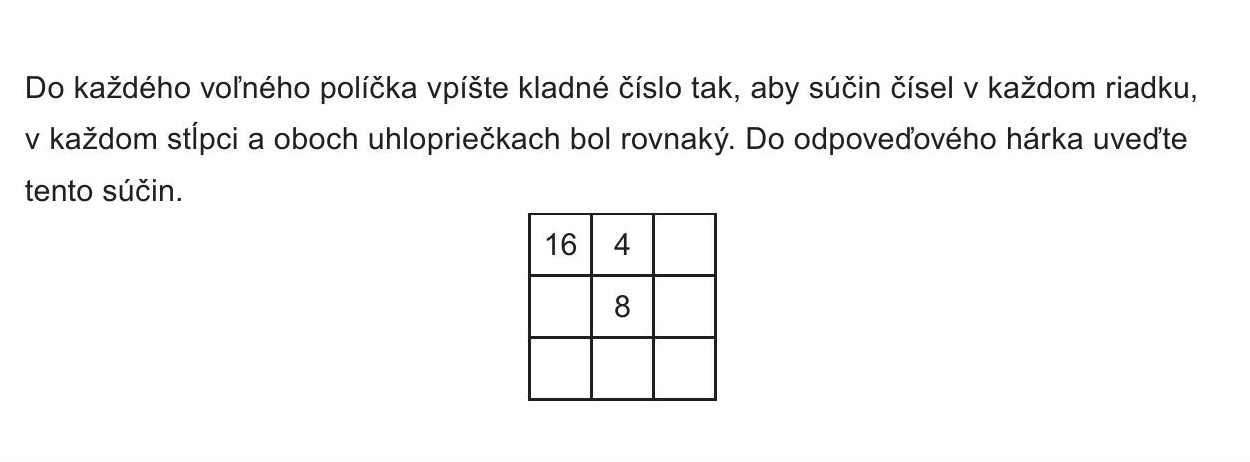 Do každého voľného políčka vpíšte kladné číslo tak, aby súčin čísel v každom riadku,
v každom stĺpci a oboch uhlopriečkach bol rovnaký. Do odpoveďového hárka uveďte
tento súčin.
16 4
8